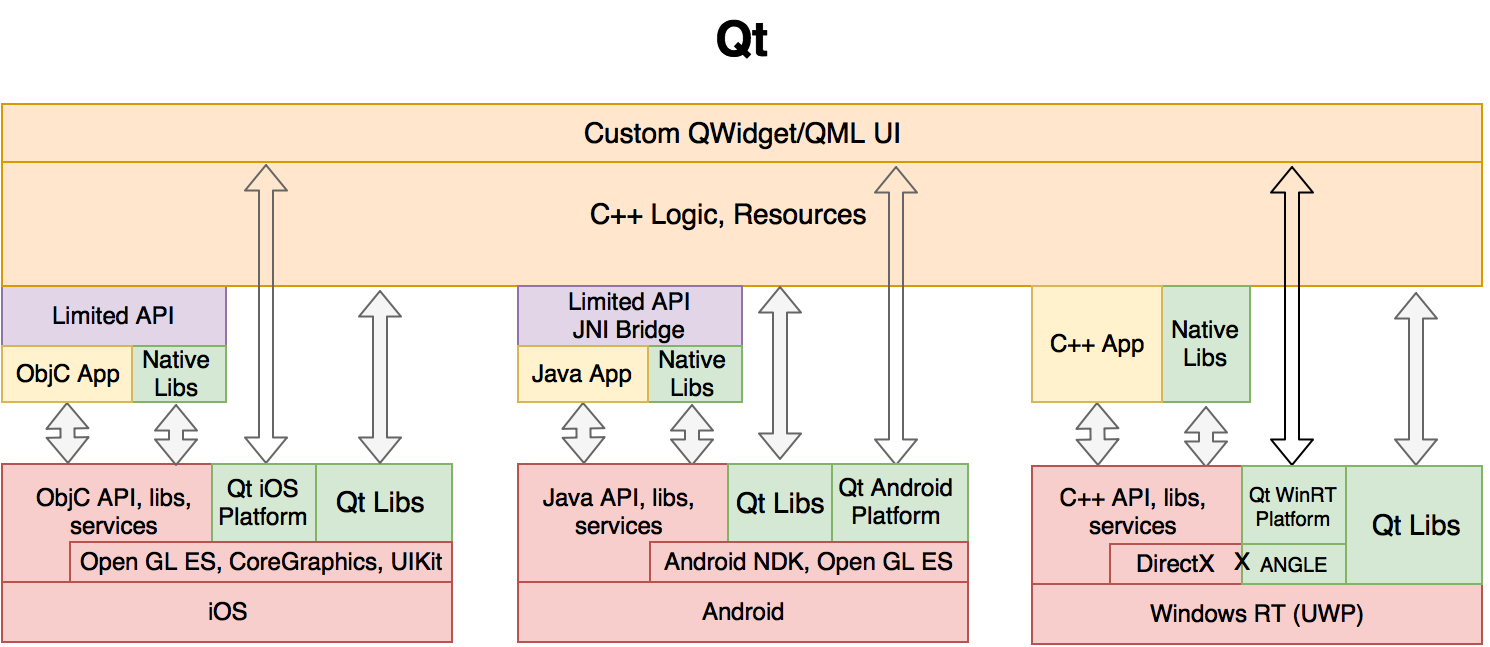 Qt
Custom QWidget/QML UI
C++ Logic, Resources
Limited API
ObjC App
Native
Libs
ObjC API, libs,
services
Qt iOS
Platform
Qt Libs
Open GL ES, CoreGraphics, UIKit
iOS
Limited API
JNI Bridge
Java App
Native
Libs
Java API, libs,
services
Qt Libs
Qt Android
Platform
Android NDK, Open GL ES
Android
C++ App
Native
Libs
C++ API, libs,
services
Qt WinRT
Platform
Qt Libs
DirectX X ANGLE
Windows RT (UWP)